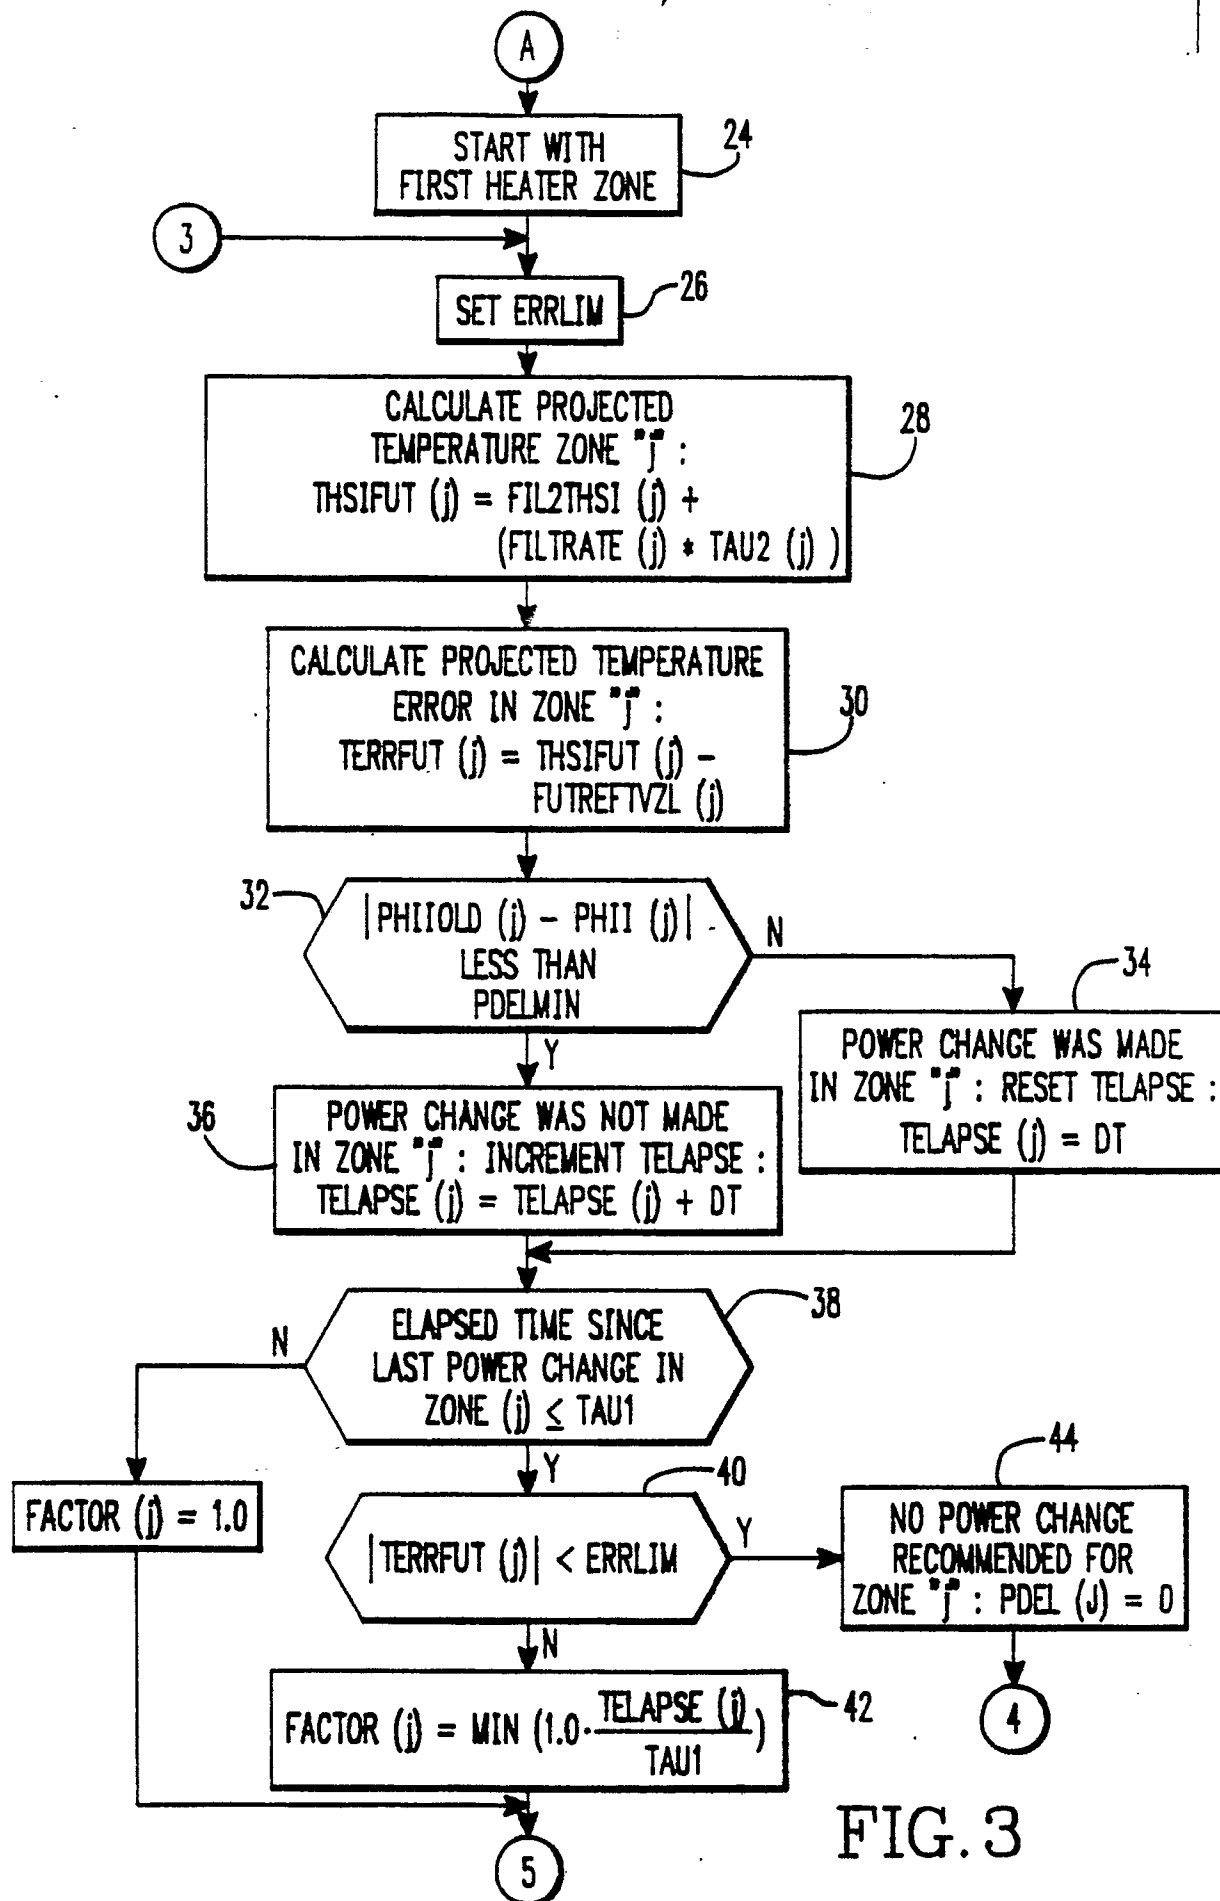 A
START WITH
FIRST HEATER ZONE
24
3
SET ERRLIM
26
CALCULATE PROJECTED
TEMPERATURE ZONE "j" :
THSIFUT (j) = FIL2THSI (j) +
(FILTRATE (j) * TAU2 (j) )
28
CALCULATE PROJECTED TEMPERATURE
ERROR IN ZONE "j" :
TERRFUT (j) = THSIFUT (j) -
FUTREFTVZL (j)
30
32
|PHIIOLD (j) - PHII (j)|
LESS THAN
PDELMIN
N
Y
34
POWER CHANGE WAS MADE
IN ZONE "j" : RESET TELAPSE :
TELAPSE (j) = DT
36
POWER CHANGE WAS NOT MADE
IN ZONE "j" : INCREMENT TELAPSE :
TELAPSE (j) = TELAPSE (j) + DT
38
ELAPSED TIME SINCE
LAST POWER CHANGE IN
ZONE (j) ≤ TAU1
N
Y
FACTOR (j) = 1.0
40
|TERRFUT (j)| < ERRLIM
Y
N
44
NO POWER CHANGE
RECOMMENDED FOR
ZONE "j" : PDEL (J) = 0
4
42
FACTOR (j) = MIN (1.0·TELAPSE (j)/TAU1)
5
FIG. 3